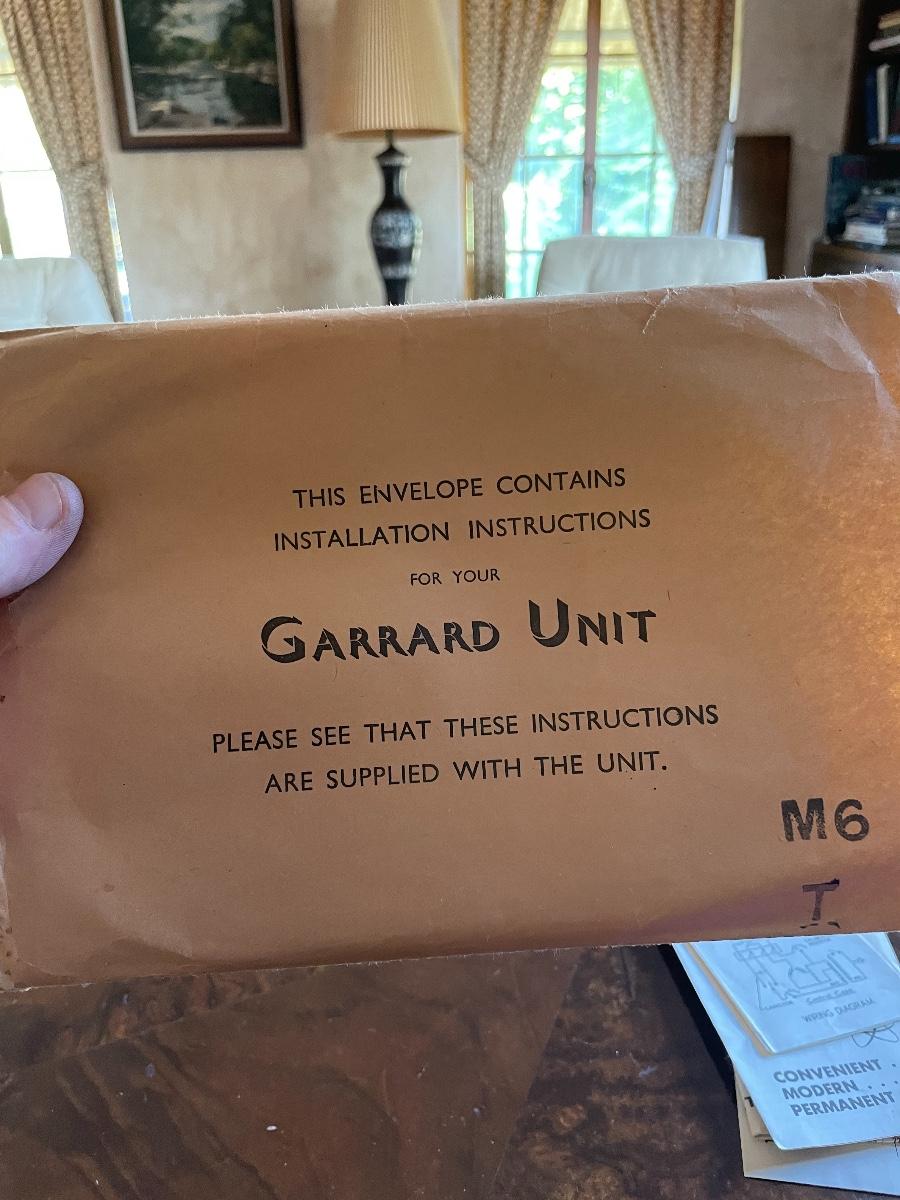 THIS ENVELOPE CONTAINS
INSTALLATION INSTRUCTIONS
FOR YOUR
GARRARD UNIT
PLEASE SEE THAT THESE INSTRUCTIONS
ARE SUPPLIED WITH THE UNIT.
M6
T
WIRING DIAGRAM
CONVENIENT . .
MODERN . . . .
PERMANENT